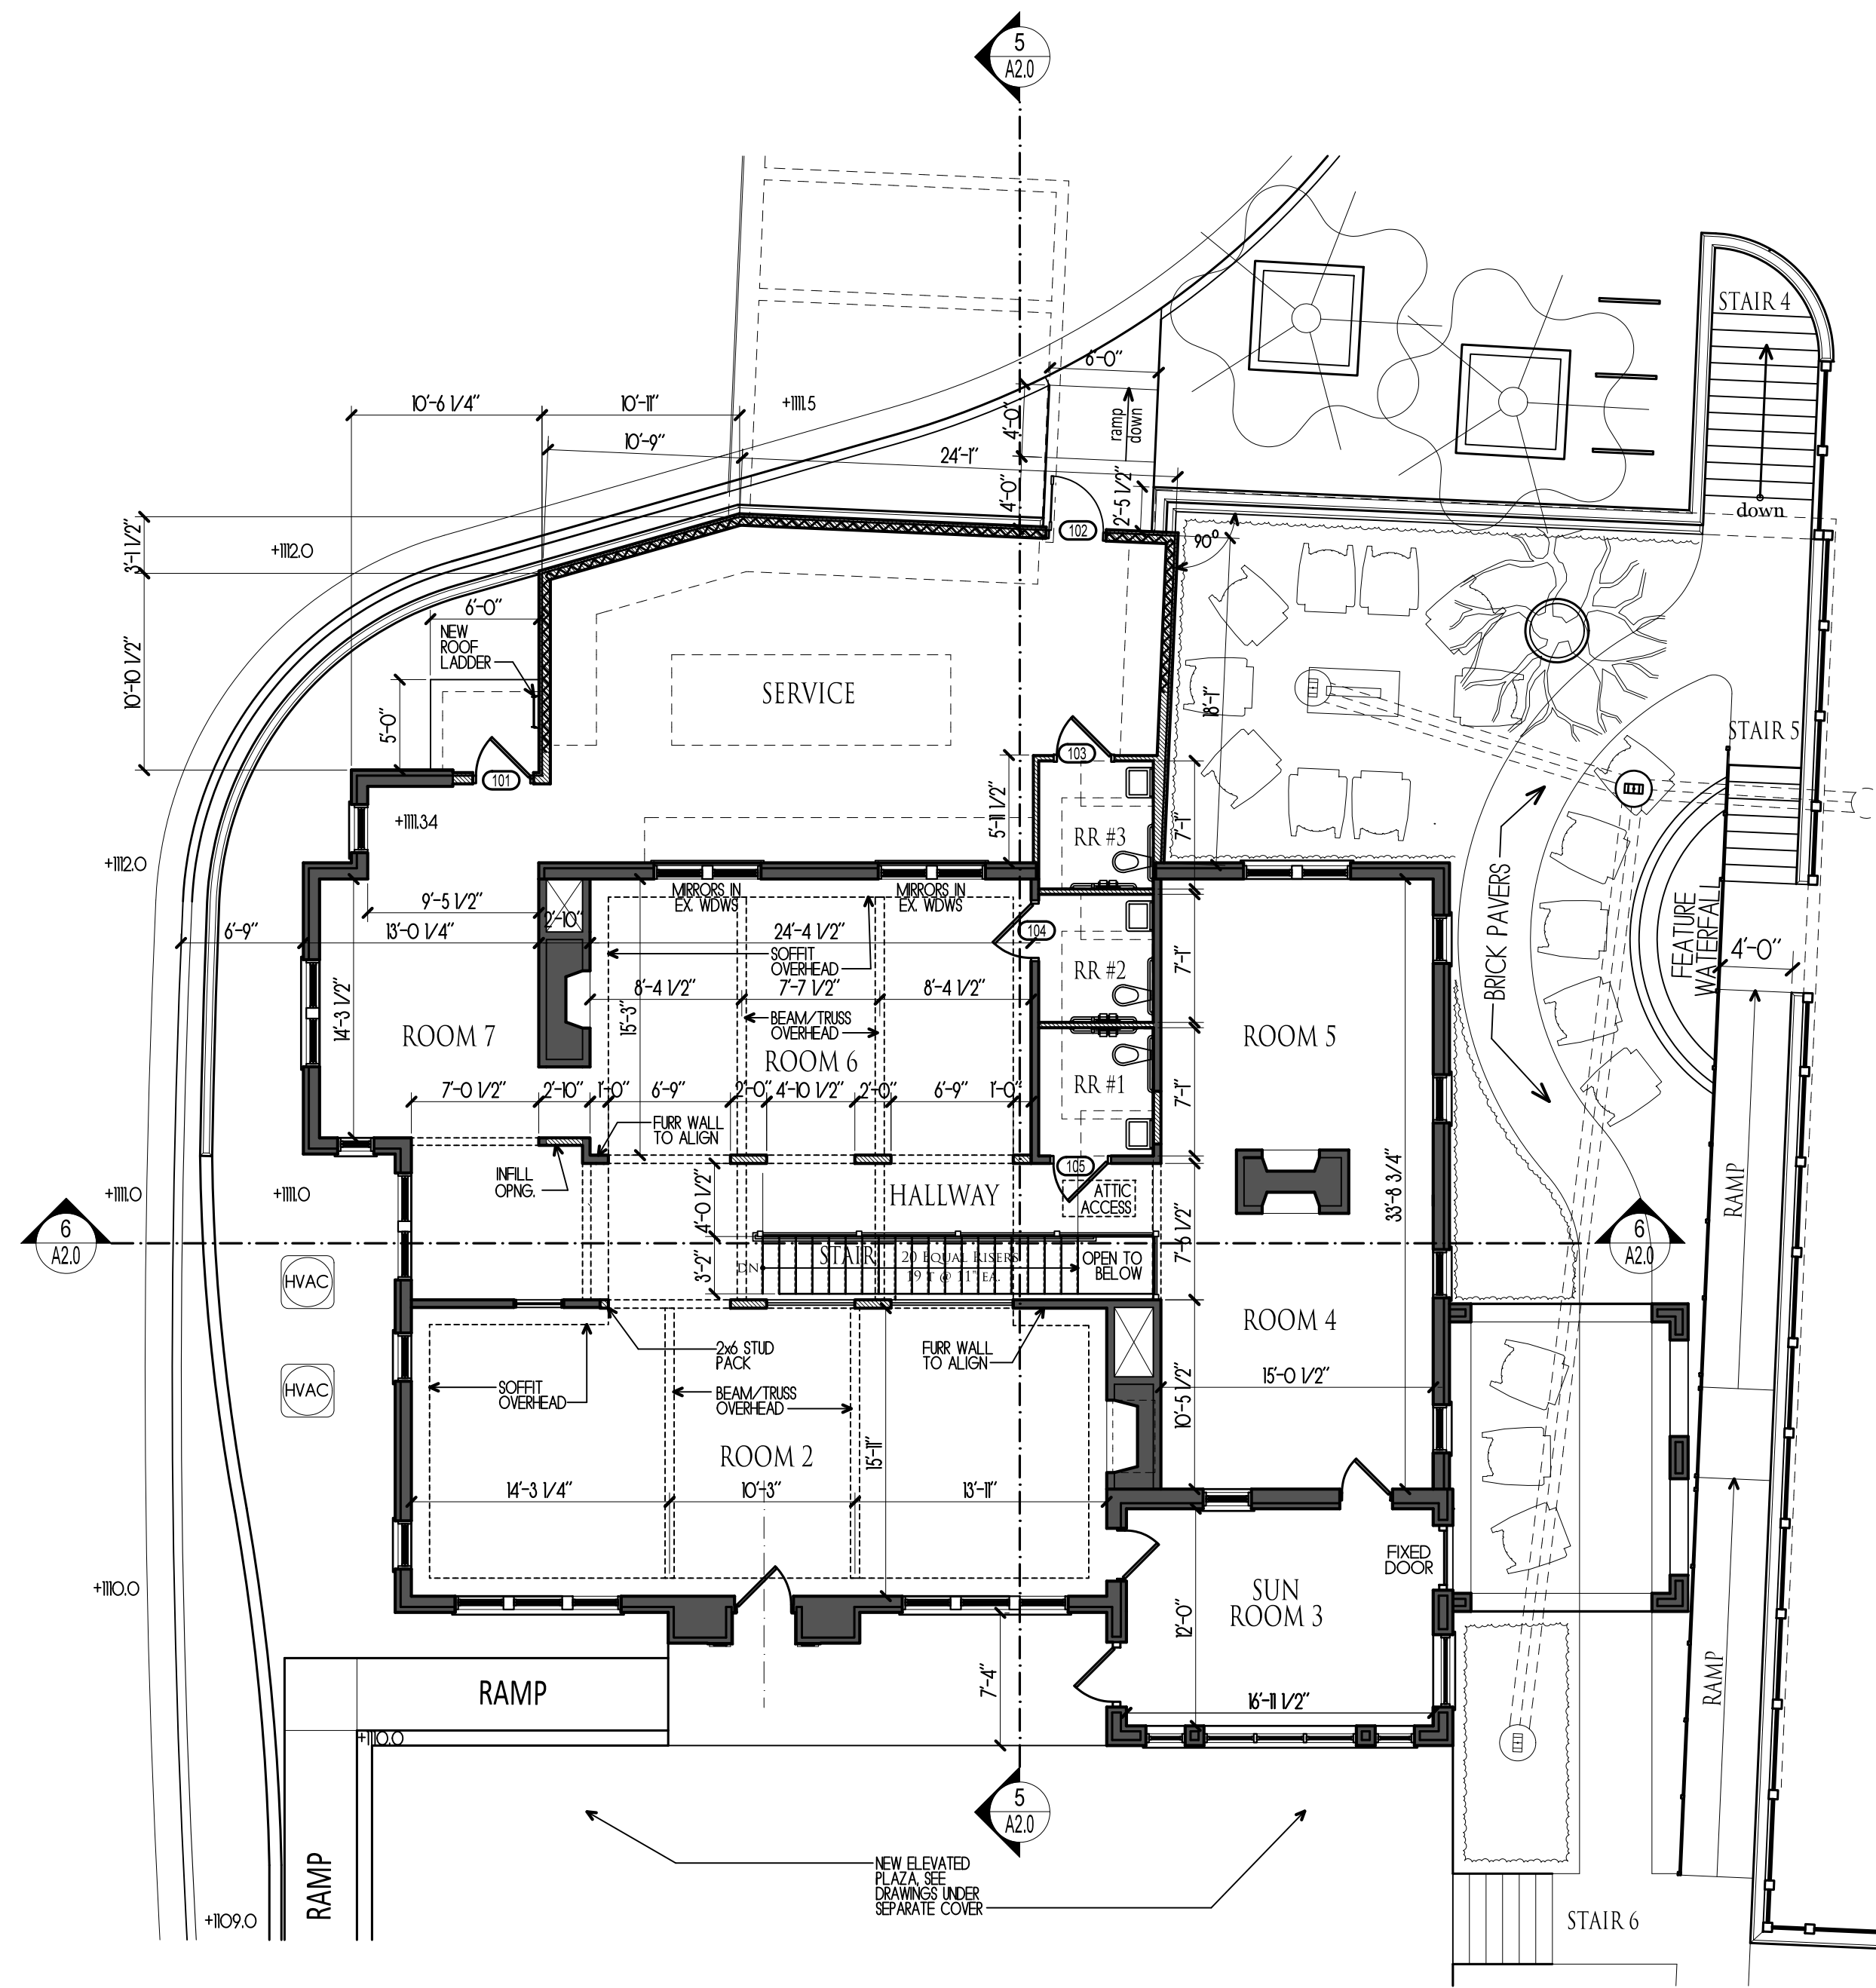 5
A2.0
STAIR 4
6'-0"
10'-6 1/4"
10'-11"
+1111.5
4'-0"
ramp
down
10'-9"
24'-1"
4'-0"
2'-5 1/2"
down
102
90°
3'-1 1/2"
+1112.0
6'-0"
NEW
ROOF
LADDER
10'-10 1/2"
5'-0"
SERVICE
18'-1"
STAIR 5
103
101
+1111.34
5'-11 1/2"
RR #3
7'-1"
+1112.0
MIRRORS IN
EX. WDWS
MIRRORS IN
EX. WDWS
9'-5 1/2"
2'-10"
6'-9"
13'-0 1/4"
24'-4 1/2"
104
SOFFIT
OVERHEAD
RR #2
7'-1"
BRICK PAVERS
FEATURE
WATERFALL
4'-0"
8'-4 1/2"
7'-7 1/2"
8'-4 1/2"
14'-3 1/2"
15'-3"
BEAM/TRUSS
OVERHEAD
ROOM 7
ROOM 6
ROOM 5
RR #1
7'-1"
7'-0 1/2"
2'-10"
1'-0"
6'-9"
2'-0"
4'-10 1/2"
2'-0"
6'-9"
1'-0"
FURR WALL
TO ALIGN
INFILL
OPNG.
105
+1111.0
+1111.0
HALLWAY
ATTIC
ACCESS
4'-0 1/2"
7'-6 1/2"
33'-8 3/4"
RAMP
6
A2.0
6
A2.0
STAIR
20 EQUAL RISERS
19 T @ 11" EA.
DN
OPEN TO
BELOW
3'-2"
HVAC
ROOM 4
2x6 STUD
PACK
FURR WALL
TO ALIGN
HVAC
SOFFIT
OVERHEAD
BEAM/TRUSS
OVERHEAD
15'-0 1/2"
10'-5 1/2"
ROOM 2
15'-11"
14'-3 1/4"
10'-3"
13'-11"
FIXED
DOOR
+1110.0
SUN
ROOM 3
12'-0"
RAMP
7'-4"
RAMP
16'-11 1/2"
+1110.0
5
A2.0
RAMP
NEW ELEVATED
PLAZA, SEE
DRAWINGS UNDER
SEPARATE COVER
+1109.0
STAIR 6